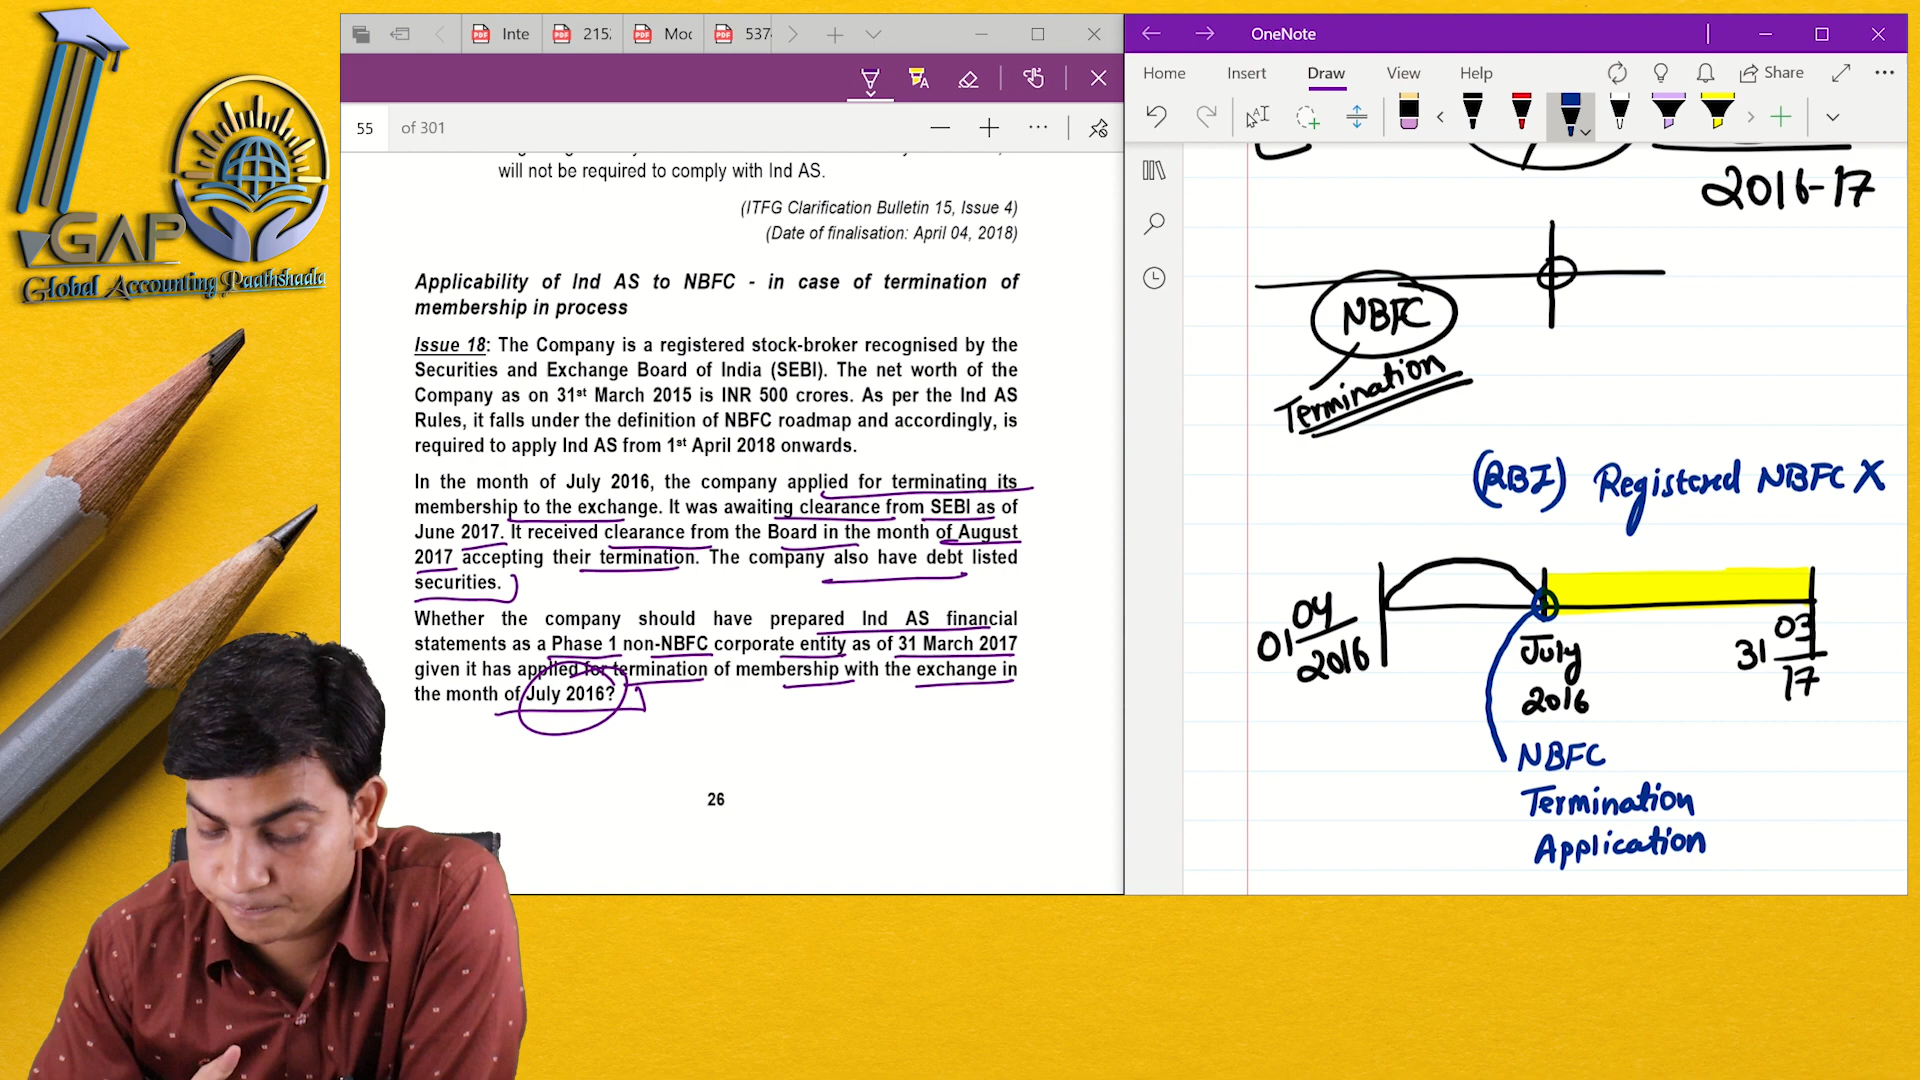 GAP
Global Accounting Paathshaala
Inte
215
Moc
537
OneNote
Home Insert Draw View Help Share
55 of 301
will not be required to comply with Ind AS.
(ITFG Clarification Bulletin 15, Issue 4)
(Date of finalisation: April 04, 2018)
Applicability of Ind AS to NBFC - in case of termination of
membership in process
Issue 18: The Company is a registered stock-broker recognised by the
Securities and Exchange Board of India (SEBI). The net worth of the
Company as on 31st March 2015 is INR 500 crores. As per the Ind AS
Rules, it falls under the definition of NBFC roadmap and accordingly, is
required to apply Ind AS from 1st April 2018 onwards.
In the month of July 2016, the company applied for terminating its
membership to the exchange. It was awaiting clearance from SEBI as of
June 2017. It received clearance from the Board in the month of August
2017 accepting their termination. The company also have debt listed
securities.
Whether the company should have prepared Ind AS financial
statements as a Phase 1 non-NBFC corporate entity as of 31 March 2017
given it has applied for termination of membership with the exchange in
the month of July 2016?
26
2016-17
NBFC
Termination
(RBI) Registered NBFC X
01 04 2016
July
2016
31 03 17
NBFC
Termination
Application